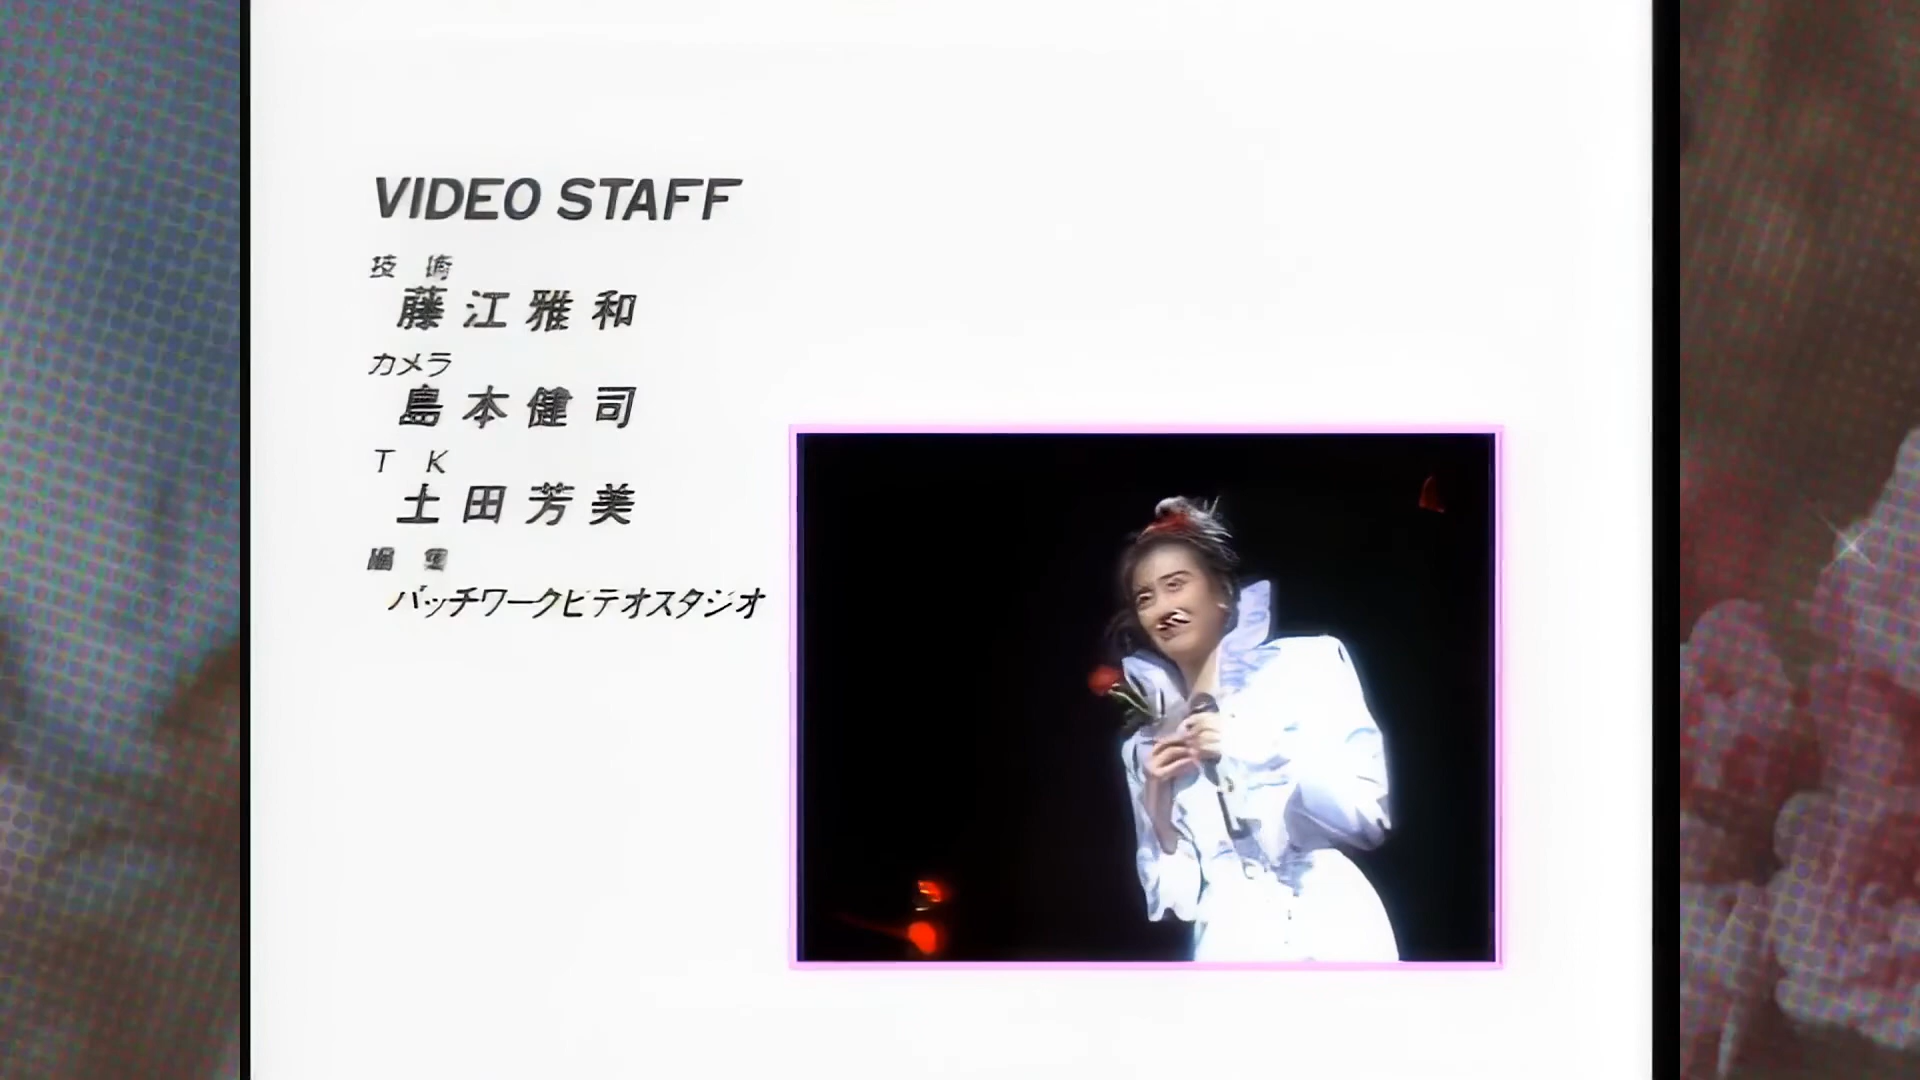 VIDEO STAFF
技 術
藤江雅和
カメラ
島本健司
T K
土田芳美
編 集
パッチワークビデオスタジオ